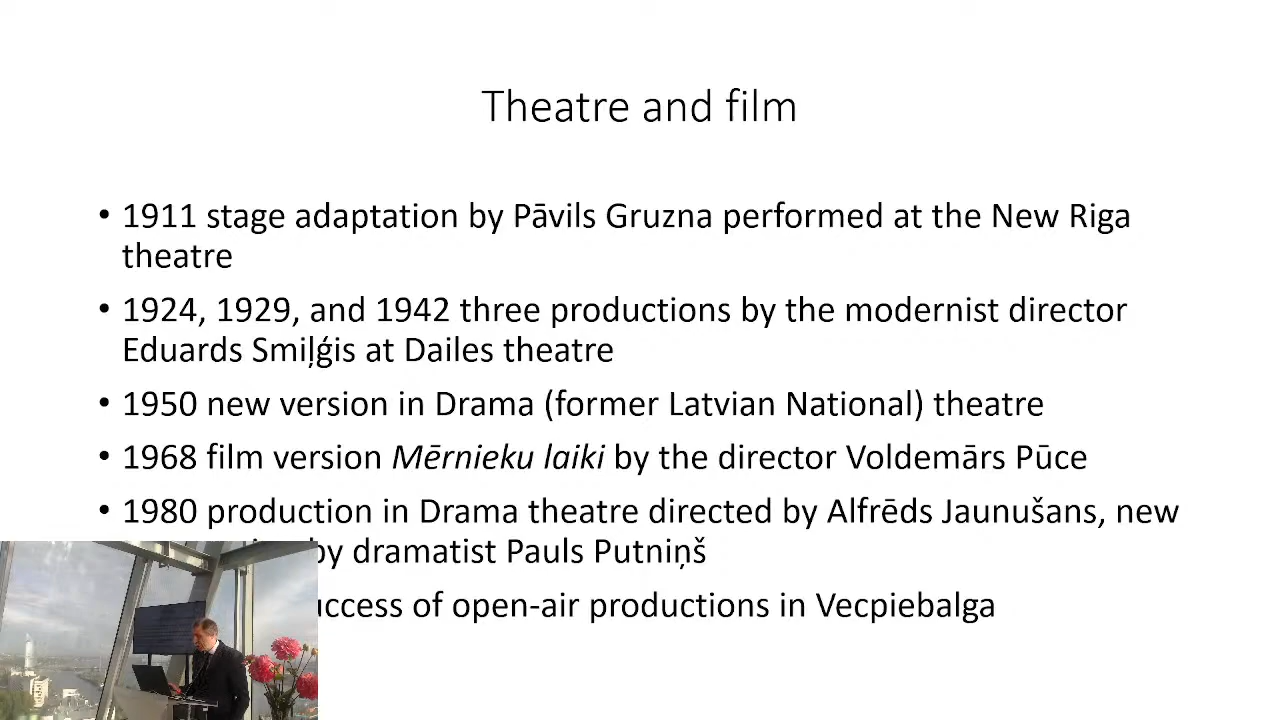 Theatre and film
• 1911 stage adaptation by Pāvils Gruzna performed at the New Riga
theatre
• 1924, 1929, and 1942 three productions by the modernist director
Eduards Smiļģis at Dailes theatre
• 1950 new version in Drama (former Latvian National) theatre
• 1968 film version Mērnieku laiki by the director Voldemārs Pūce
• 1980 production in Drama theatre directed by Alfrēds Jaunušans, new
by dramatist Pauls Putniņš
of open-air productions in Vecpiebalga